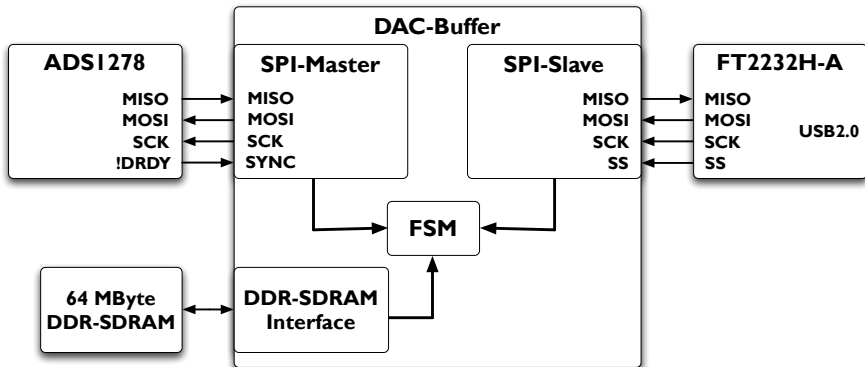 DAC-Buffer
ADS1278
MISO
MOSI
SCK
!DRDY
SPI-Master
MISO
MOSI
SCK
SYNC
SPI-Slave
MISO
MOSI
SCK
SS
FT2232H-A
MISO
MOSI
SCK
SS
USB2.0
FSM
64 MByte
DDR-SDRAM
DDR-SDRAM
Interface